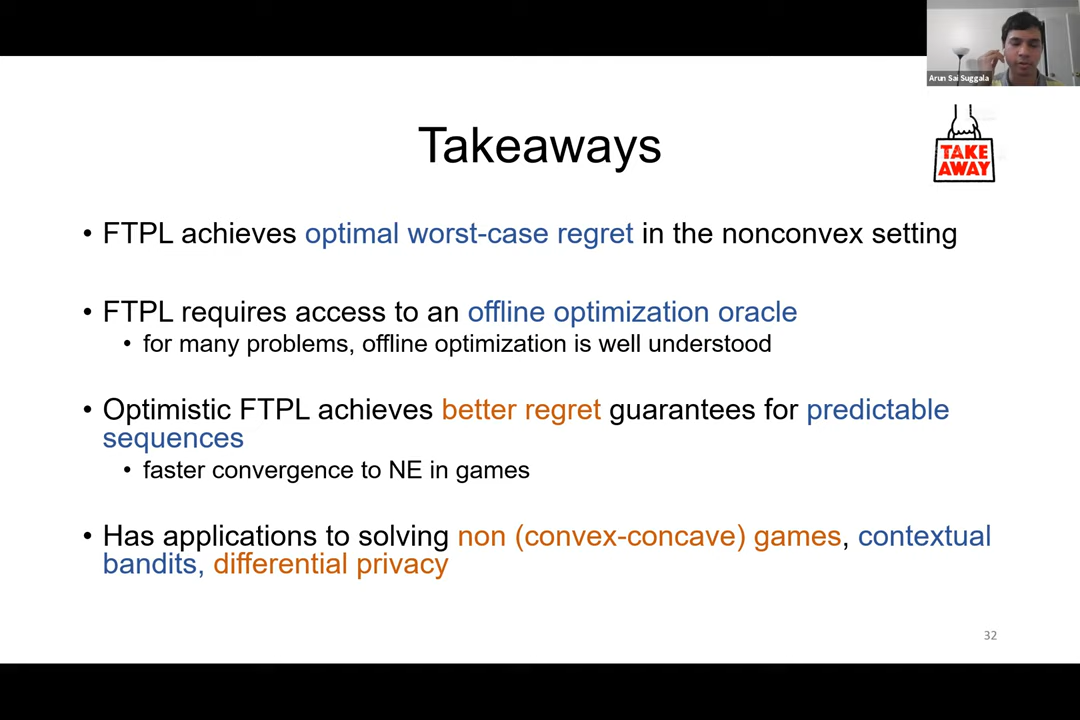 Arun Sai Suggala
Takeaways
TAKE
AWAY
• FTPL achieves optimal worst-case regret in the nonconvex setting
• FTPL requires access to an offline optimization oracle
• for many problems, offline optimization is well understood
• Optimistic FTPL achieves better regret guarantees for predictable
sequences
• faster convergence to NE in games
• Has applications to solving non (convex-concave) games, contextual
bandits, differential privacy
32